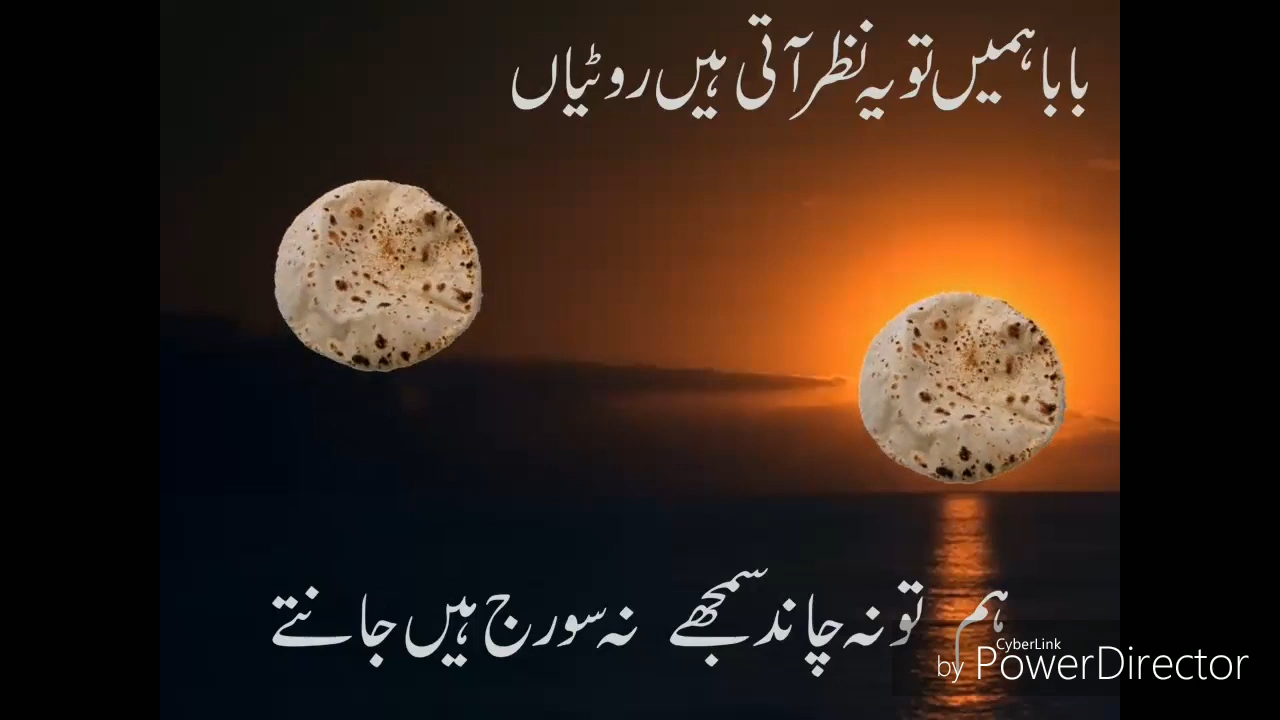 بابا ہمیں تو یہ نظر آتی ہیں روٹیاں
ہم تو نہ چاند سمجھے نہ سورج ہیں جانتے
CyberLink
by PowerDirector